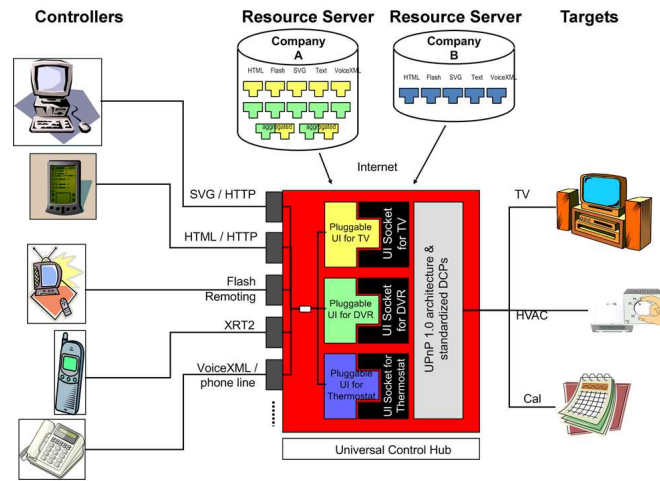 Controllers
Resource Server
Resource Server
Targets
Company
A
HTML Flash SVG Text VoiceXML
aggregated
aggregated
Company
B
HTML Flash SVG Text VoiceXML
Internet
SVG / HTTP
HTML / HTTP
Flash
Remoting
XRT2
VoiceXML /
phone line
Pluggable
UI for TV
UI Socket
for TV
Pluggable
UI for DVR
UI Socket
for DVR
Pluggable
UI for
Thermostat
UI Socket for
Thermostat
UPnP 1.0 architecture &
standardized DCPs
Universal Control Hub
TV
HVAC
Cal